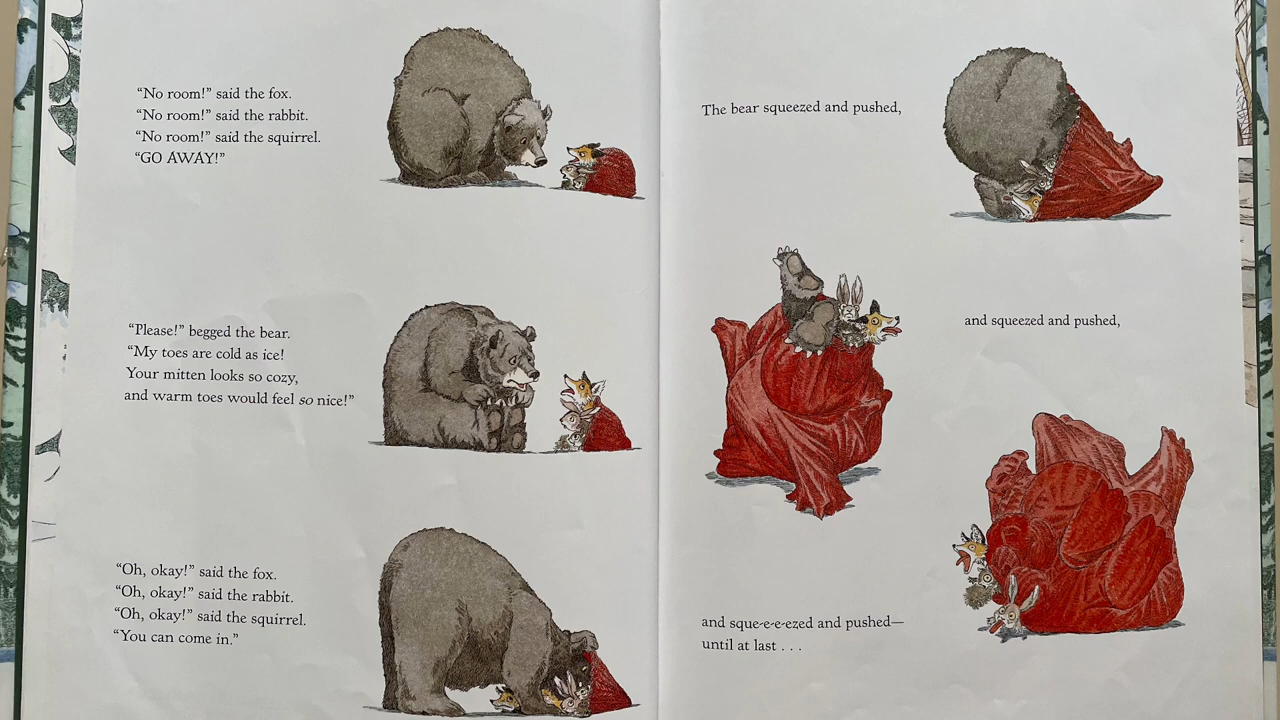 “No room!” said the fox.
“No room!” said the rabbit.
“No room!” said the squirrel.
“GO AWAY!”
“Please!” begged the bear.
“My toes are cold as ice!
Your mitten looks so cozy,
and warm toes would feel so nice!”
“Oh, okay!” said the fox.
“Oh, okay!” said the rabbit.
“Oh, okay!” said the squirrel.
“You can come in.”
The bear squeezed and pushed,
and squeezed and pushed,
and sque-e-e-ezed and pushed—
until at last . . .